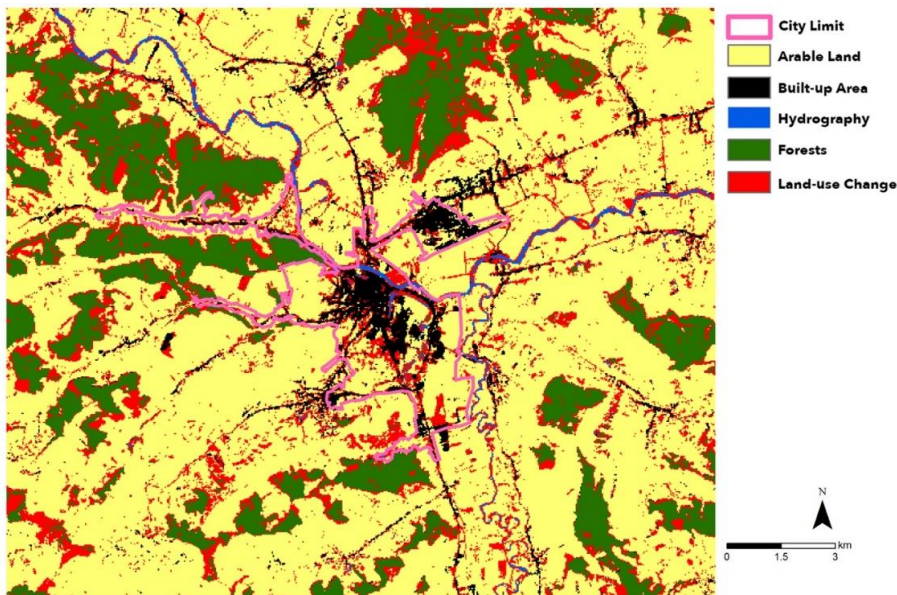 City Limit
Arable Land
Built-up Area
Hydrography
Forests
Land-use Change
N
km
0 1.5 3